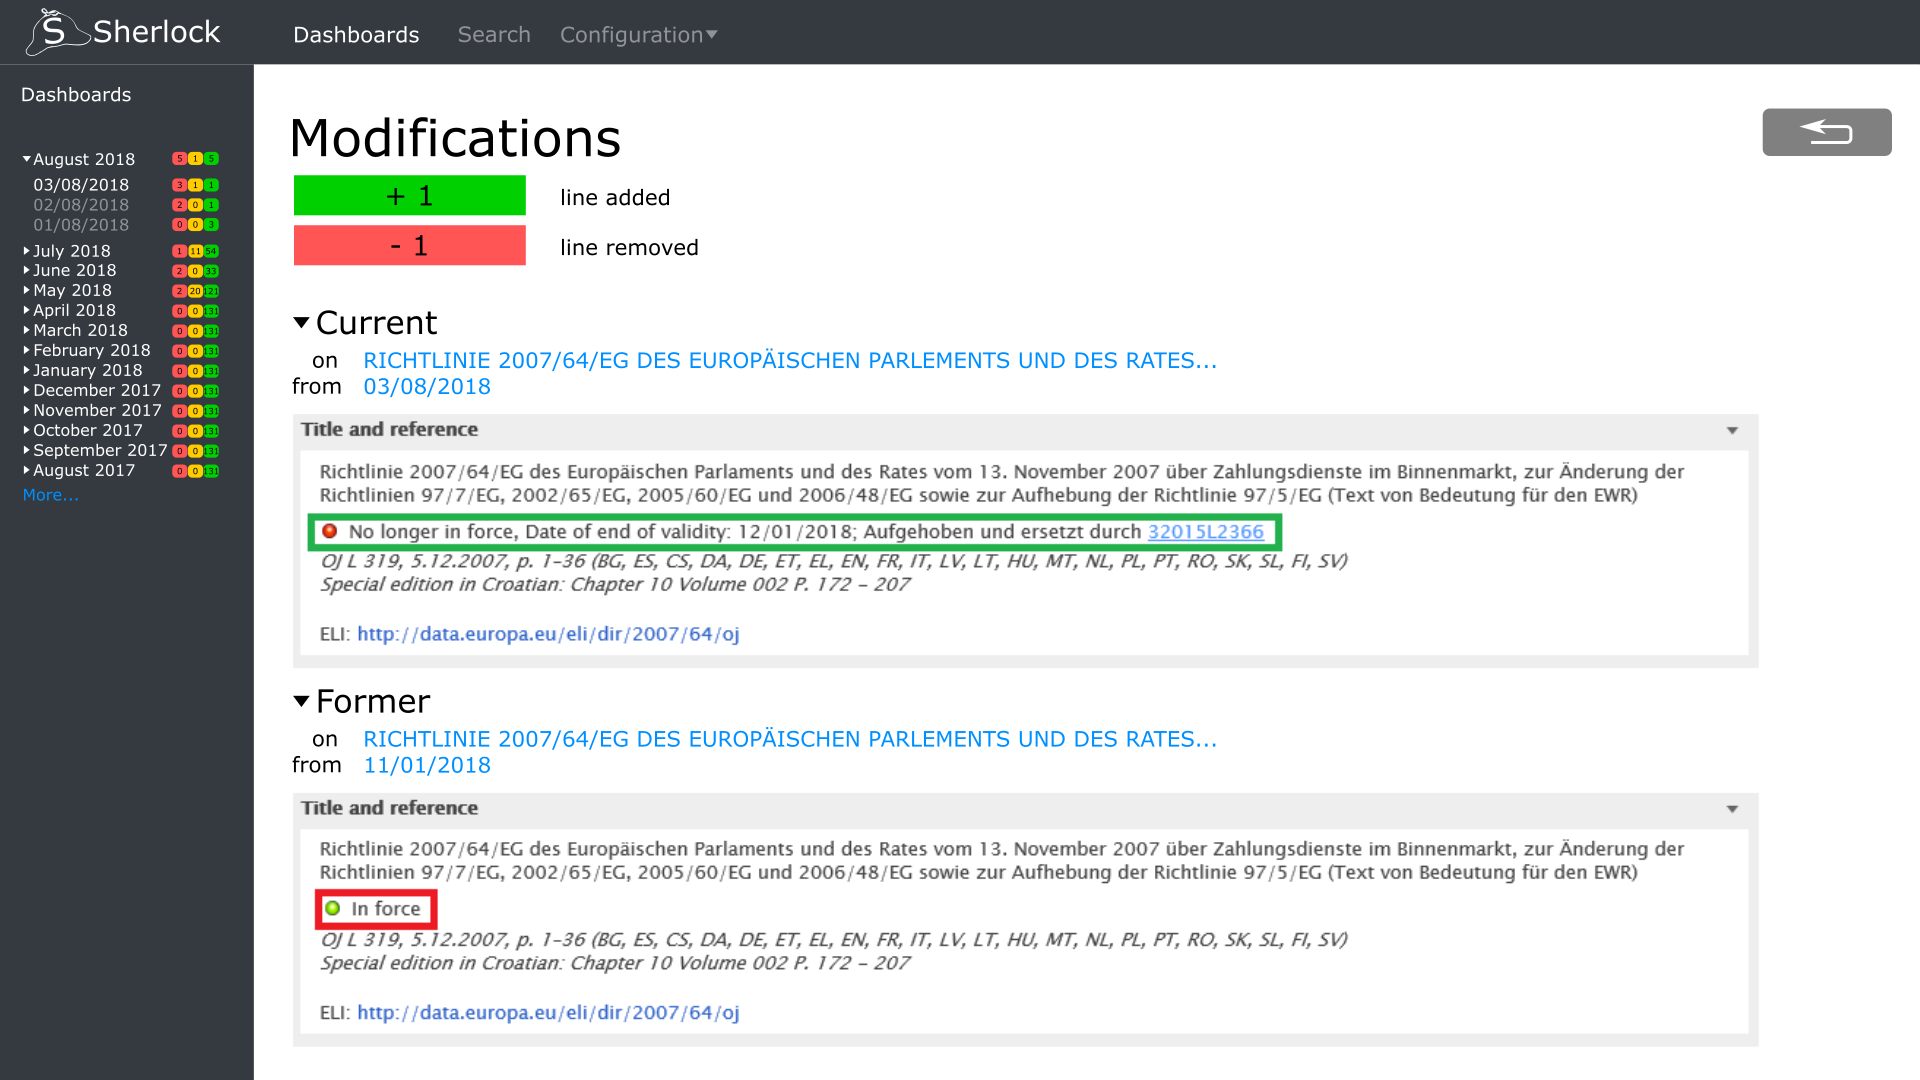 S Sherlock
Dashboards Search Configuration
Dashboards
August 2018 5 1 5
03/08/2018 3 1 1
02/08/2018 2 0 1
01/08/2018 0 0 3
July 2018 1 11 54
June 2018 2 0 33
May 2018 2 20 121
April 2018 0 0 131
March 2018 0 0 131
February 2018 0 0 131
January 2018 0 0 131
December 2017 0 0 131
November 2017 0 0 131
October 2017 0 0 131
September 2017 0 0 131
August 2017 0 0 131
More...
Modifications
+ 1 line added
- 1 line removed
Current
on RICHTLINIE 2007/64/EG DES EUROPÄISCHEN PARLEMENTS UND DES RATES...
from 03/08/2018
Title and reference
Richtlinie 2007/64/EG des Europäischen Parlaments und des Rates vom 13. November 2007 über Zahlungsdienste im Binnenmarkt, zur Änderung der
Richtlinien 97/7/EG, 2002/65/EG, 2005/60/EG und 2006/48/EG sowie zur Aufhebung der Richtlinie 97/5/EG (Text von Bedeutung für den EWR)
No longer in force, Date of end of validity: 12/01/2018; Aufgehoben und ersetzt durch 32015L2366
OJ L 319, 5.12.2007, p. 1–36 (BG, ES, CS, DA, DE, ET, EL, EN, FR, IT, LV, LT, HU, MT, NL, PL, PT, RO, SK, SL, FI, SV)
Special edition in Croatian: Chapter 10 Volume 002 P. 172 – 207
ELI: http://data.europa.eu/eli/dir/2007/64/oj
Former
on RICHTLINIE 2007/64/EG DES EUROPÄISCHEN PARLEMENTS UND DES RATES...
from 11/01/2018
Title and reference
Richtlinie 2007/64/EG des Europäischen Parlaments und des Rates vom 13. November 2007 über Zahlungsdienste im Binnenmarkt, zur Änderung der
Richtlinien 97/7/EG, 2002/65/EG, 2005/60/EG und 2006/48/EG sowie zur Aufhebung der Richtlinie 97/5/EG (Text von Bedeutung für den EWR)
In force
OJ L 319, 5.12.2007, p. 1–36 (BG, ES, CS, DA, DE, ET, EL, EN, FR, IT, LV, LT, HU, MT, NL, PL, PT, RO, SK, SL, FI, SV)
Special edition in Croatian: Chapter 10 Volume 002 P. 172 – 207
ELI: http://data.europa.eu/eli/dir/2007/64/oj